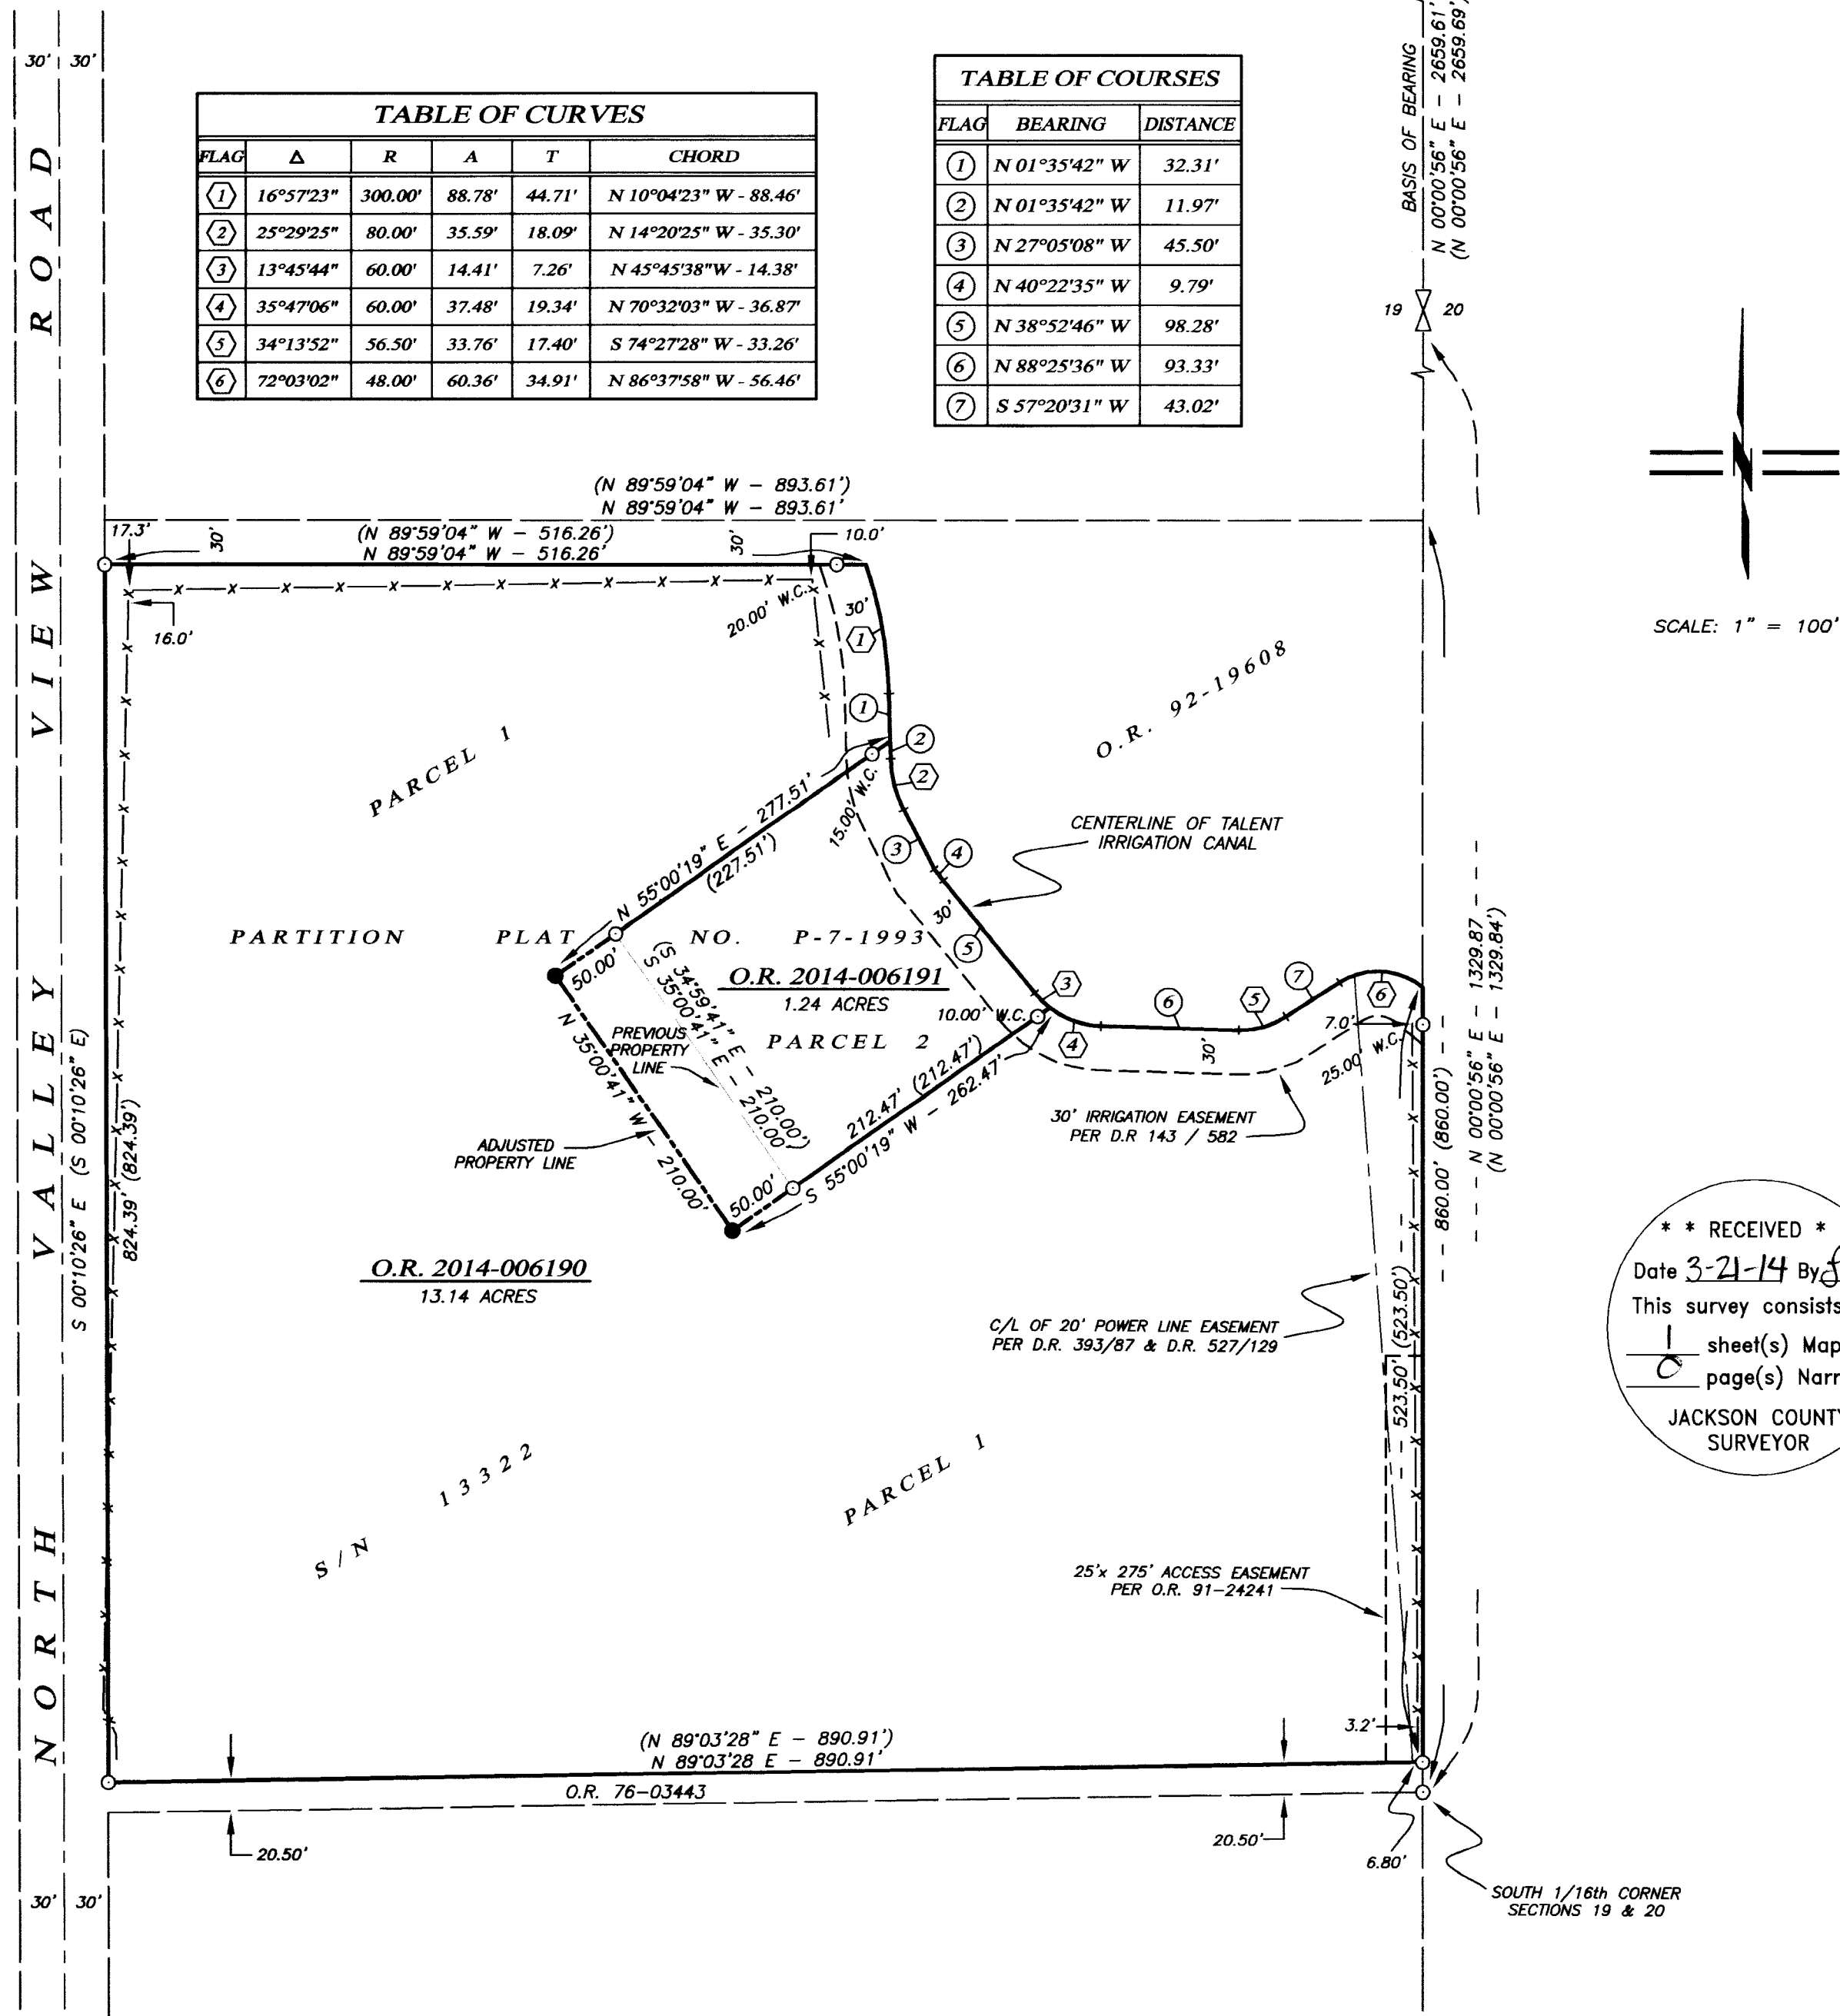 30' 30'
NORTH VALLEY VIEW ROAD
TABLE OF CURVES
FLAG Δ R A T CHORD
1 16°57'23" 300.00' 88.78' 44.71' N 10°04'23" W - 88.46'
2 25°29'25" 80.00' 35.59' 18.09' N 14°20'25" W - 35.30'
3 13°45'44" 60.00' 14.41' 7.26' N 45°45'38"W - 14.38'
4 35°47'06" 60.00' 37.48' 19.34' N 70°32'03" W - 36.87'
5 34°13'52" 56.50' 33.76' 17.40' S 74°27'28" W - 33.26'
6 72°03'02" 48.00' 60.36' 34.91' N 86°37'58" W - 56.46'
TABLE OF COURSES
FLAG BEARING DISTANCE
1 N 01°35'42" W 32.31'
2 N 01°35'42" W 11.97'
3 N 27°05'08" W 45.50'
4 N 40°22'35" W 9.79'
5 N 38°52'46" W 98.28'
6 N 88°25'36" W 93.33'
7 S 57°20'31" W 43.02'
BASIS OF BEARING
N 00°00'56" E - 2659.61'
(N 00°00'56" E - 2659.69')
19 20
SCALE: 1" = 100'
(N 89°59'04" W - 893.61')
N 89°59'04" W - 893.61'
(N 89°59'04" W - 516.26')
N 89°59'04" W - 516.26'
17.3'
30'
30'
10.0'
16.0'
20.00' W.C.
30'
1
1
2
2
O.R. 92-19608
PARCEL 1
N 55°00'19" E - 277.51'
(227.51')
15.00' W.C.
3
4
CENTERLINE OF TALENT
IRRIGATION CANAL
30'
5
PARTITION PLAT NO. P-7-1993
50.00'
O.R. 2014-006191
1.24 ACRES
PARCEL 2
(S 34°59'41" E - 210.00')
S 35°00'41" E - 210.00'
PREVIOUS
PROPERTY
LINE
N 35°00'41" W - 210.00'
ADJUSTED
PROPERTY LINE
10.00' W.C.
3
4
6
30'
5
7
6
7.0'
25.00' W.C.
212.47' (212.47')
S 55°00'19" W - 262.47'
50.00'
30' IRRIGATION EASEMENT
PER D.R 143 / 582
S 00°10'26" E (S 00°10'26" E)
824.39' (824.39')
O.R. 2014-006190
13.14 ACRES
860.00' (860.00')
N 00°00'56" E - 1329.87
(N 00°00'56" E - 1329.84')
523.50' (523.50')
C/L OF 20' POWER LINE EASEMENT
PER D.R. 393/87 & D.R. 527/129
* * RECEIVED *
Date 3-21-14 By
This survey consists
1 sheet(s) Map
0 page(s) Narr
JACKSON COUNTY
SURVEYOR
S/N 13322
PARCEL 1
25'x 275' ACCESS EASEMENT
PER O.R. 91-24241
3.2'
(N 89°03'28" E - 890.91')
N 89°03'28 E - 890.91'
O.R. 76-03443
20.50'
20.50'
6.80'
SOUTH 1/16th CORNER
SECTIONS 19 & 20
30' 30'